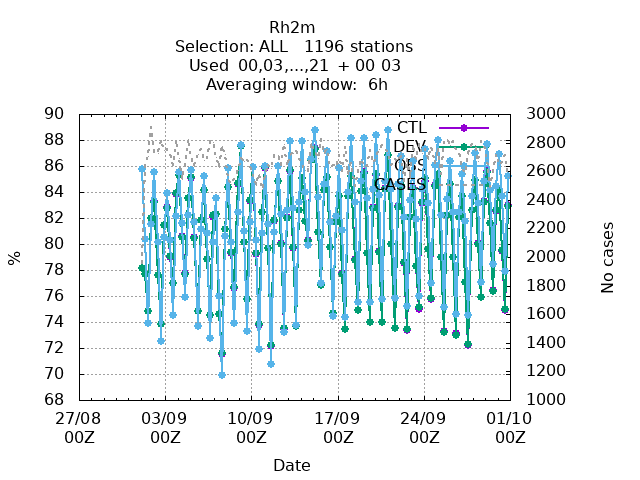 Rh2m
Selection: ALL   1196 stations
Used  00,03,...,21  + 00 03
Averaging window:  6h
90
88
86
84
82
80
78
76
74
72
70
68
3000
2800
2600
2400
2200
2000
1800
1600
1400
1200
1000
CTL
DEV
OBS
CASES
%
No cases
27/08 03/09 10/09 17/09 24/09 01/10
00Z 00Z 00Z 00Z 00Z 00Z
Date